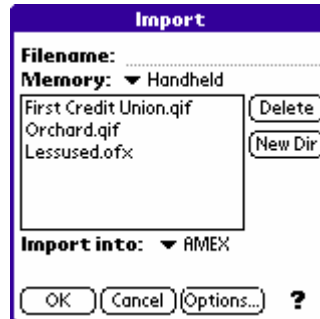 Import
Filename:
Memory: Handheld
First Credit Union.qif
Orchard.qif
Lessused.ofx
Delete
New Dir
Import into: AMEX
OK Cancel Options... ?